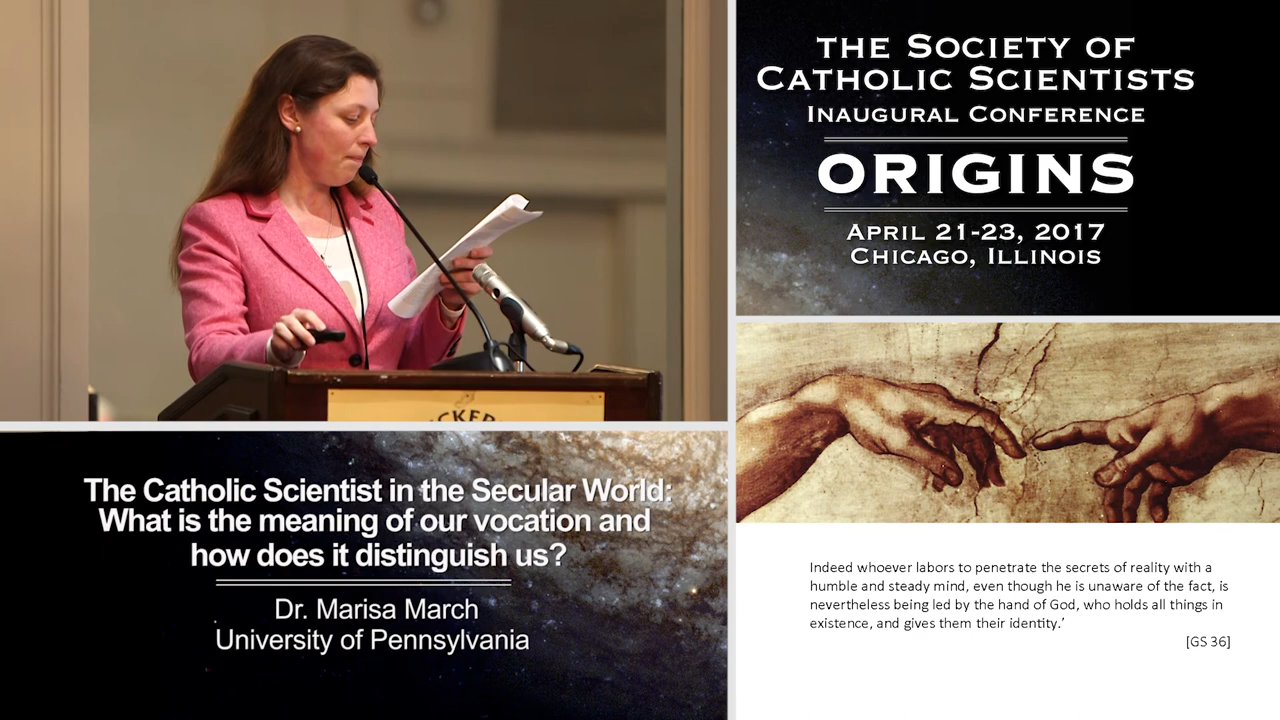 THE SOCIETY OF
CATHOLIC SCIENTISTS
INAUGURAL CONFERENCE
ORIGINS
APRIL 21-23, 2017
CHICAGO, ILLINOIS
The Catholic Scientist in the Secular World:
What is the meaning of our vocation and
how does it distinguish us?
Dr. Marisa March
University of Pennsylvania
Indeed whoever labors to penetrate the secrets of reality with a
humble and steady mind, even though he is unaware of the fact, is
nevertheless being led by the hand of God, who holds all things in
existence, and gives them their identity.’
[GS 36]